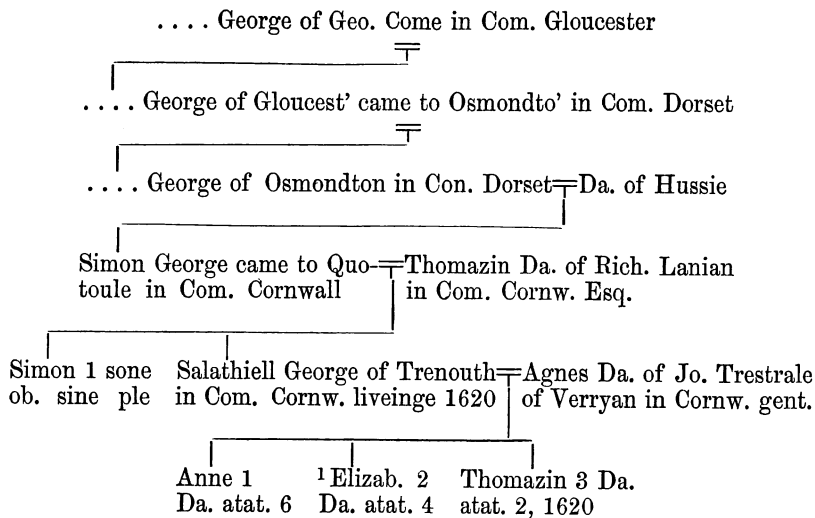 .... George of Geo. Come in Com. Gloucester
.... George of Gloucest' came to Osmondto' in Com. Dorset
.... George of Osmondton in Con. Dorset Da. of Hussie
Simon George came to Quo- Thomazin Da. of Rich. Lanian
toule in Com. Cornwall in Com. Cornw. Esq.
Simon 1 sone Salathiell George of Trenouth Agnes Da. of Jo. Trestrale
ob. sine ple in Com. Cornw. liveinge 1620 of Verryan in Cornw. gent.
Anne 1 ¹Elizab. 2 Thomazin 3 Da.
Da. atat. 6 Da. atat. 4 atat. 2, 1620